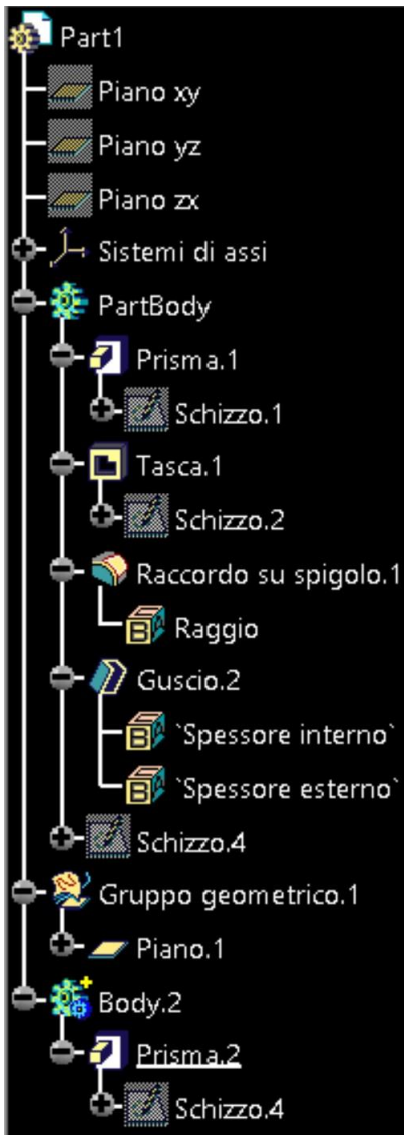 Part1
Piano xy
Piano yz
Piano zx
Sistemi di assi
PartBody
Prisma.1
Schizzo.1
Tasca.1
Schizzo.2
Raccordo su spigolo.1
Raggio
Guscio.2
`Spessore interno`
`Spessore esterno`
Schizzo.4
Gruppo geometrico.1
Piano.1
Body.2
Prisma.2
Schizzo.4